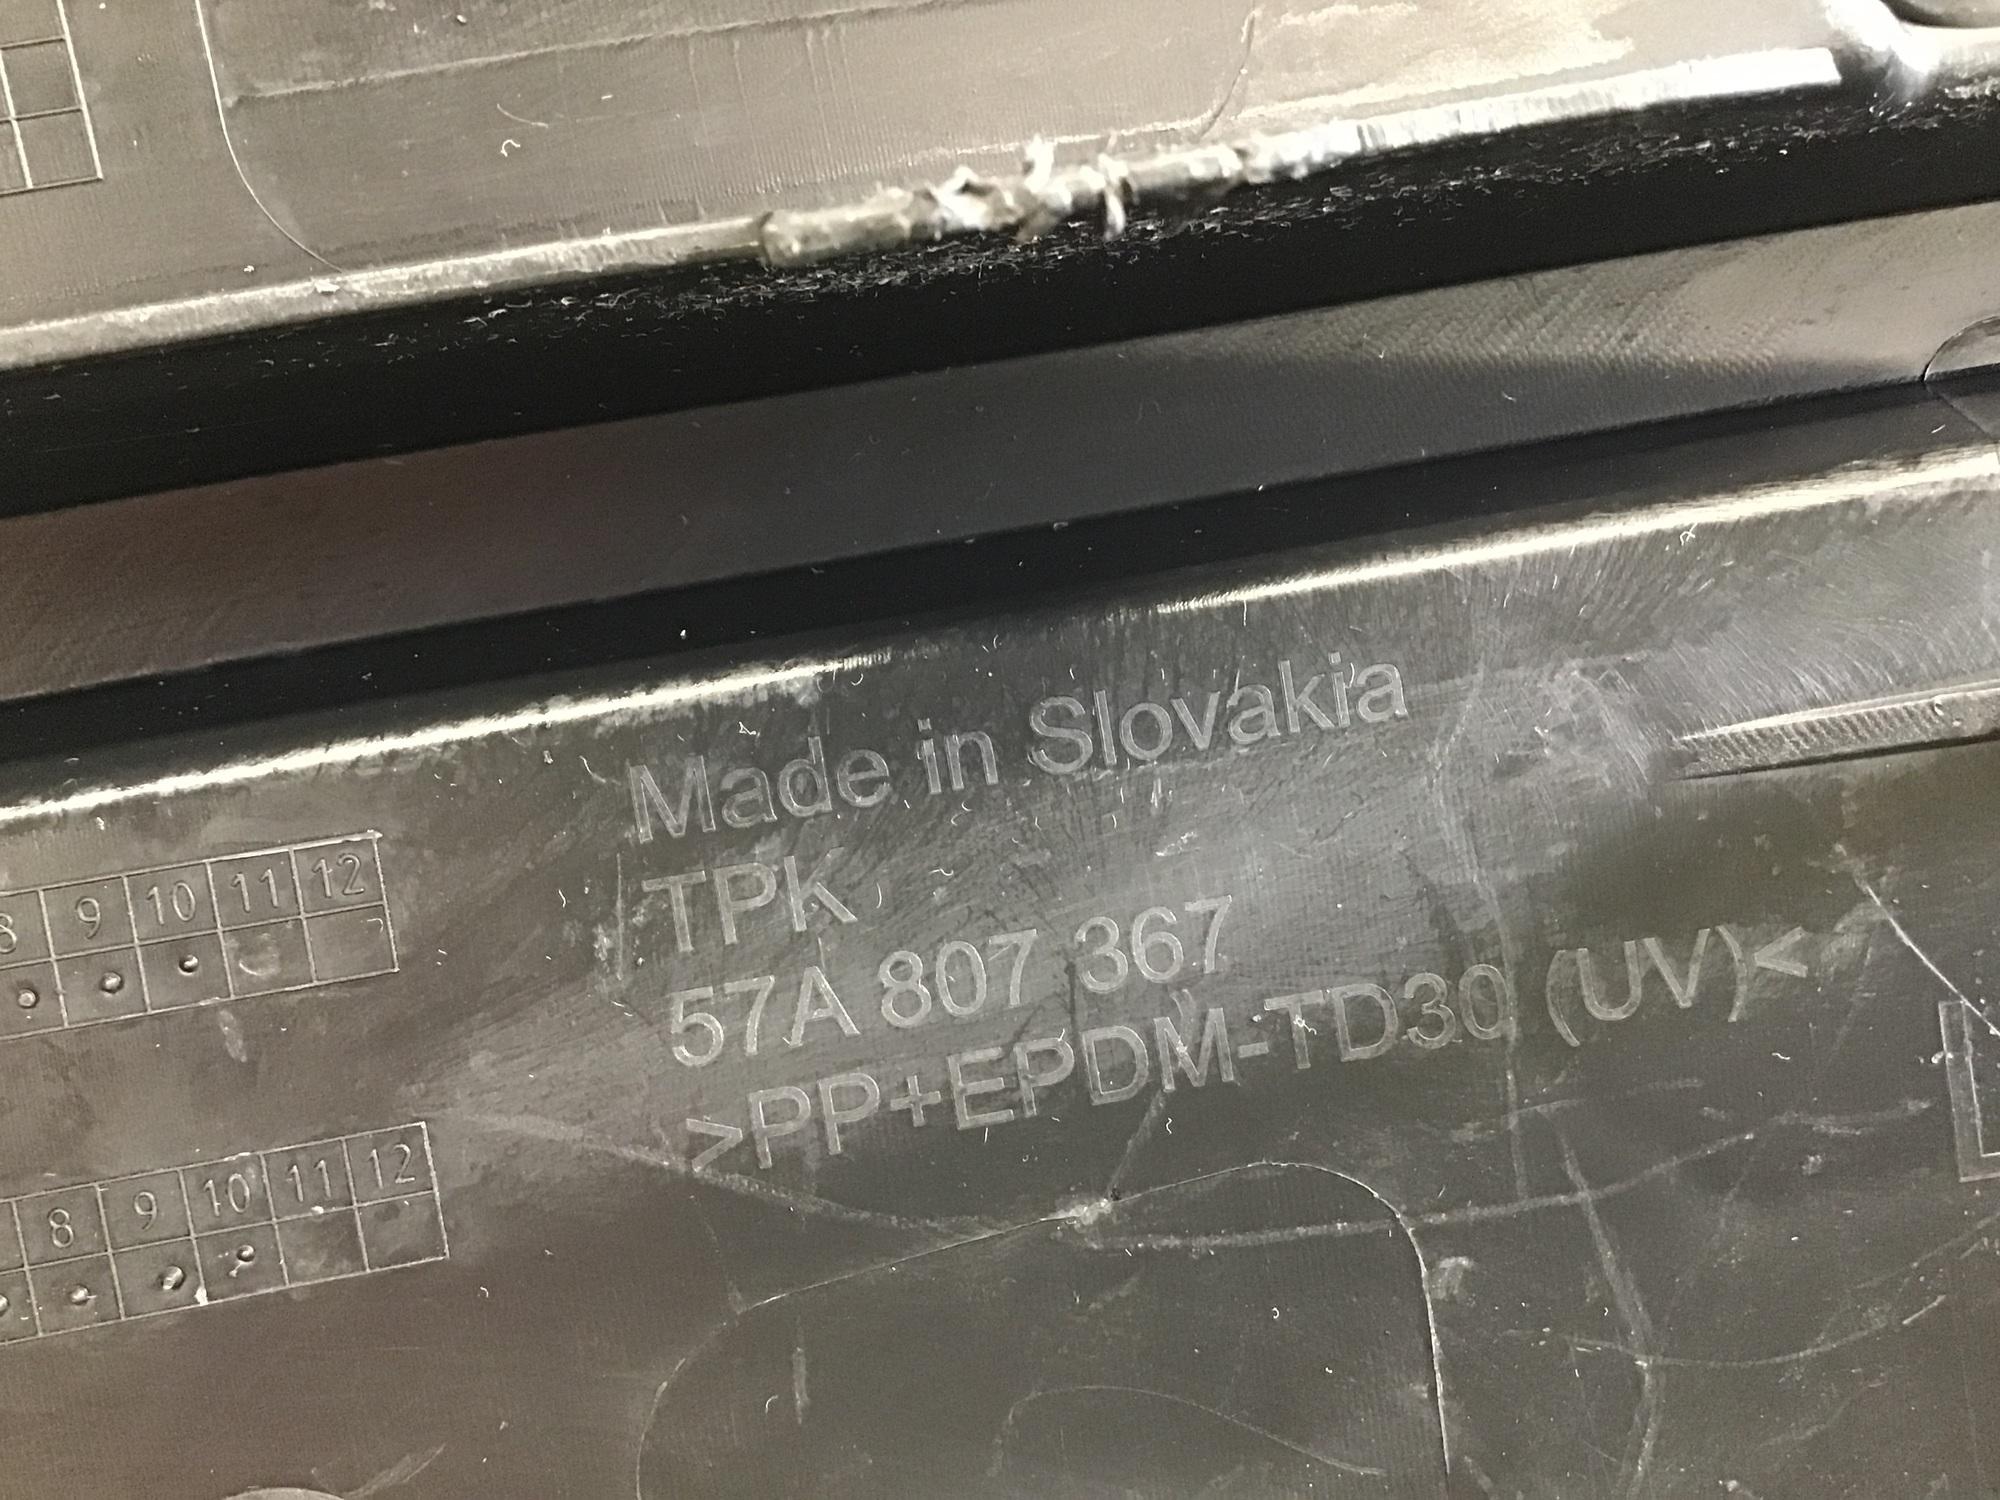 Made in Slovakia
TPK
57A 807 367
>PP+EPDM-TD30 (UV)<
8 9 10 11 12
8 9 10 11 12